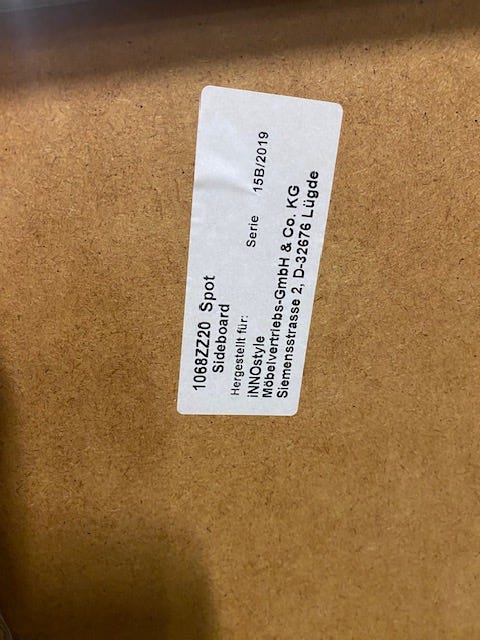 1068ZZ20 Spot
Sideboard
Hergestellt für: Serie 15B/2019
iNNOstyle
Möbelvertriebs-GmbH & Co. KG
Siemensstrasse 2, D-32676 Lügde